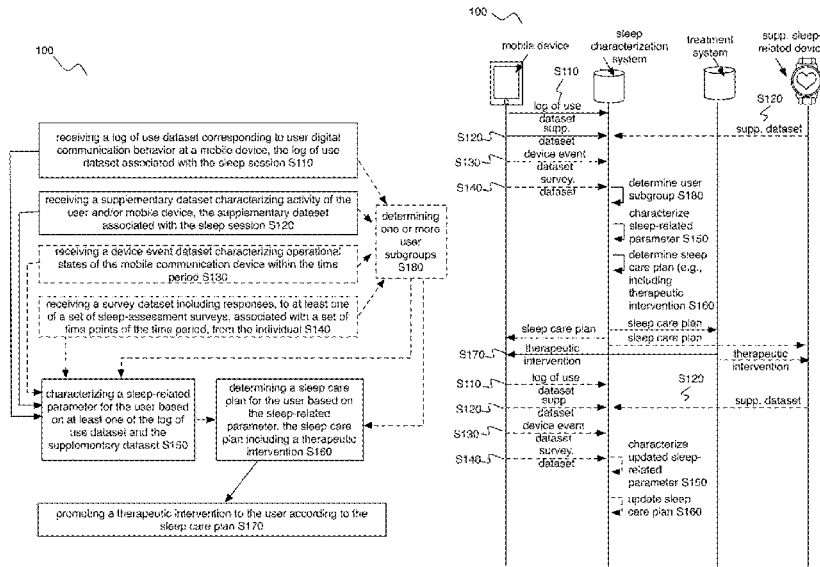 100
receiving a log of use dataset corresponding to user digital
communication behavior at a mobile device, the log of
use dataset associated with the sleep session S110
receiving a supplementary dataset characterizing activity of the
user and/or mobile device, the supplementary dataset
associated with the sleep session S120
receiving a device event dataset characterizing operational
states of the mobile communication device within the time
period S130
receiving a survey dataset including responses, to at least one
of a set of sleep-assessment surveys, associated with a set
of time points of the time period, from the individual S140
determining
one or more
user
subgroups
S180
characterizing a sleep-related
parameter for the user based
on at least one of the log of
use dataset and the
supplementary dataset S150
determining a sleep care
plan for the user based on
the sleep-related
parameter, the sleep care
plan including a therapeutic
intervention S160
promoting a therapeutic intervention to the user according to the
sleep care plan S170
100
mobile device
sleep
characterization
system
treatment
system
supp. sleep-
related device
S110
log of use
dataset
S120
supp.
dataset
S120
supp. dataset
S130
device event
dataset
S140
survey
dataset
determine user
subgroup S180
characterize
sleep-related
parameter S150
determine sleep
care plan (e.g.,
including
therapeutic
intervention S160
sleep care plan
sleep care plan
sleep care plan
S170
therapeutic
intervention
therapeutic
intervention
S110
log of use
dataset
S120
supp
dataset
S120
supp. dataset
S130
device event
dataset
S140
survey
dataset
characterize
updated sleep-
related
parameter S150
update sleep
care plan S160